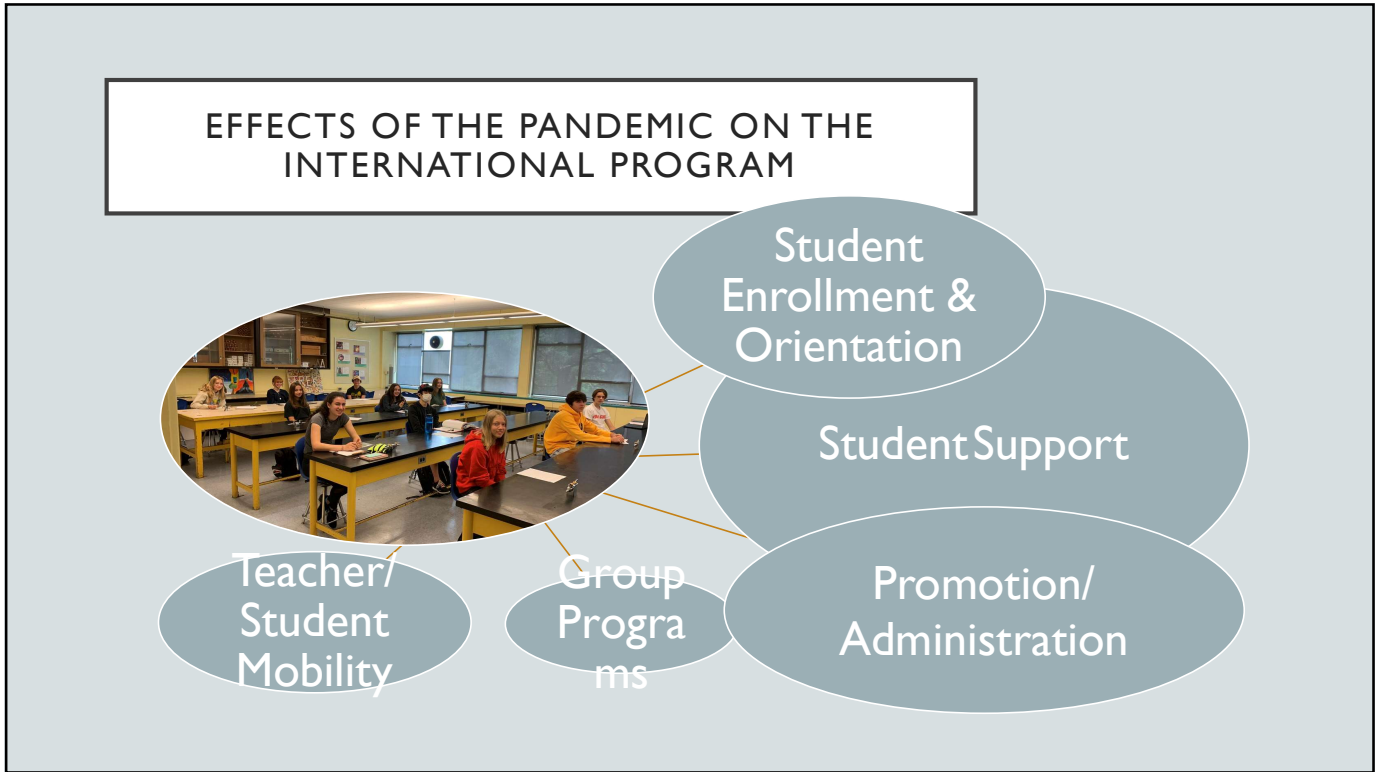 EFFECTS OF THE PANDEMIC ON THE
INTERNATIONAL PROGRAM
Student
Enrollment &
Orientation
Student Support
Promotion/
Administration
Group
Progra
ms
Teacher/
Student
Mobility